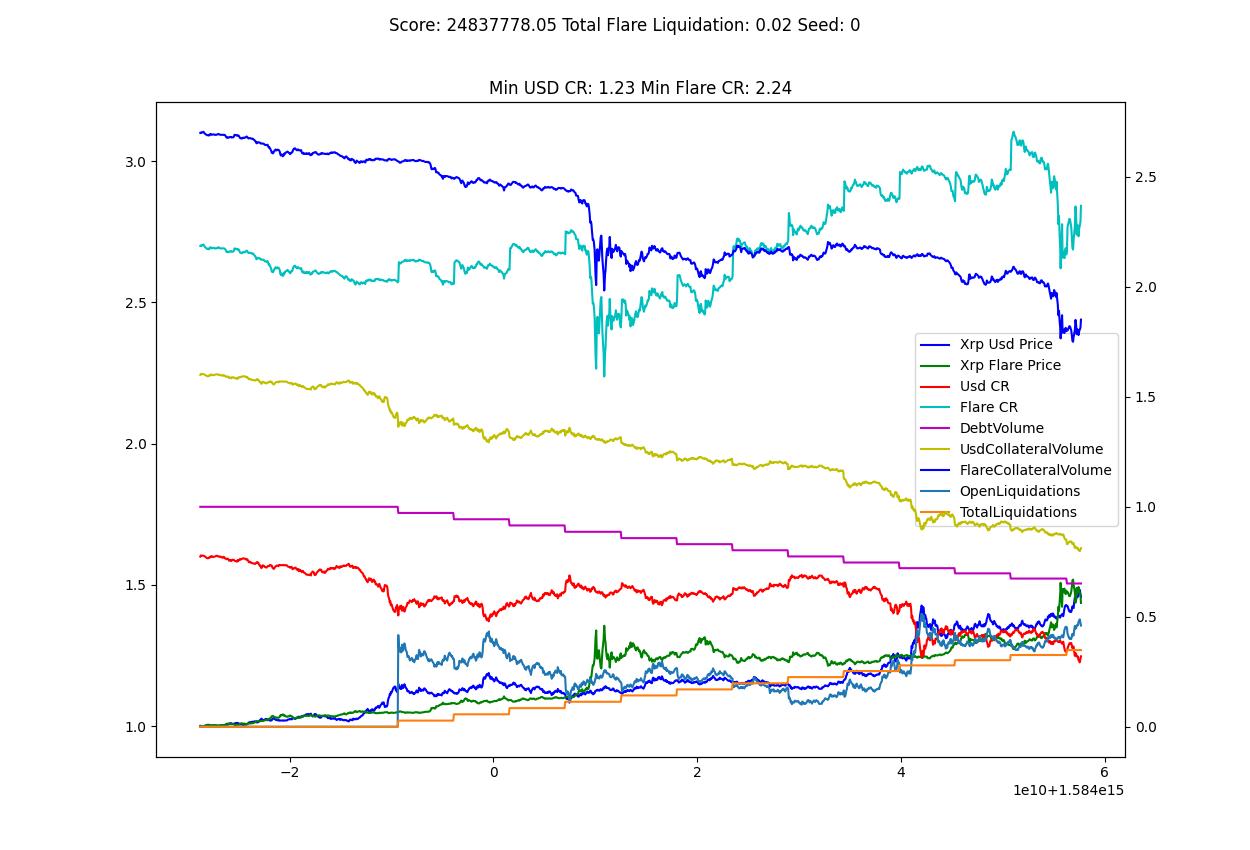 Score: 24837778.05 Total Flare Liquidation: 0.02 Seed: 0
Min USD CR: 1.23 Min Flare CR: 2.24
3.0
2.5
2.0
1.5
1.0
2.5
2.0
1.5
1.0
0.5
0.0
Xrp Usd Price
Xrp Flare Price
Usd CR
Flare CR
DebtVolume
UsdCollateralVolume
FlareCollateralVolume
OpenLiquidations
TotalLiquidations
−2 0 2 4 6
1e10+1.584e15